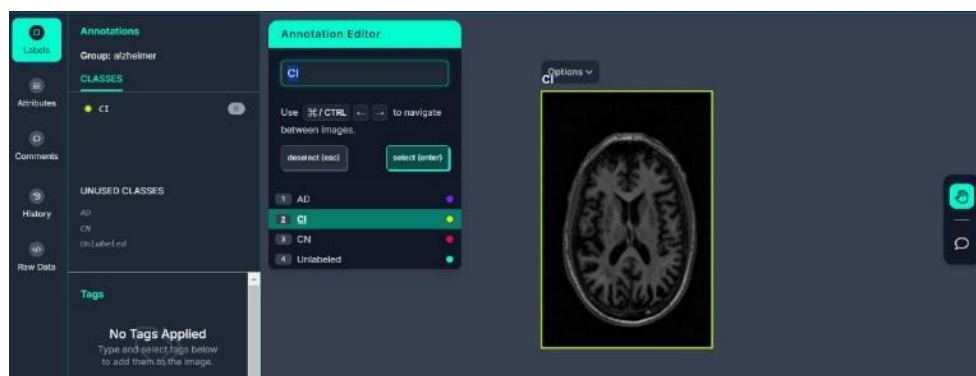 Labels
Attributes
Comments
History
Raw Data
Annotations
Group: alzheimer
CLASSES
CI
UNUSED CLASSES
AD
CN
Unlabeled
Tags
No Tags Applied
Type and select tags below
to add them to the image.
Annotation Editor
CI
Use ⌘/CTRL ← → to navigate
between images.
deselect (esc)
select (enter)
1 AD
2 CI
3 CN
4 Unlabeled
Options
CI